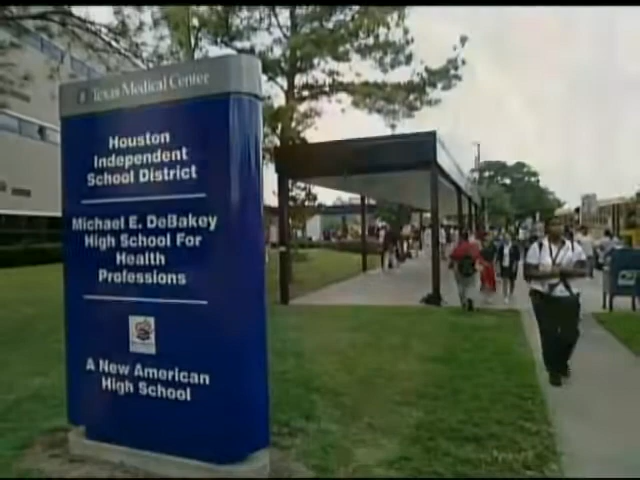 Texas Medical Center
Houston
Independent
School District
Michael E. DeBakey
High School For
Health
Professions
A New American
High School